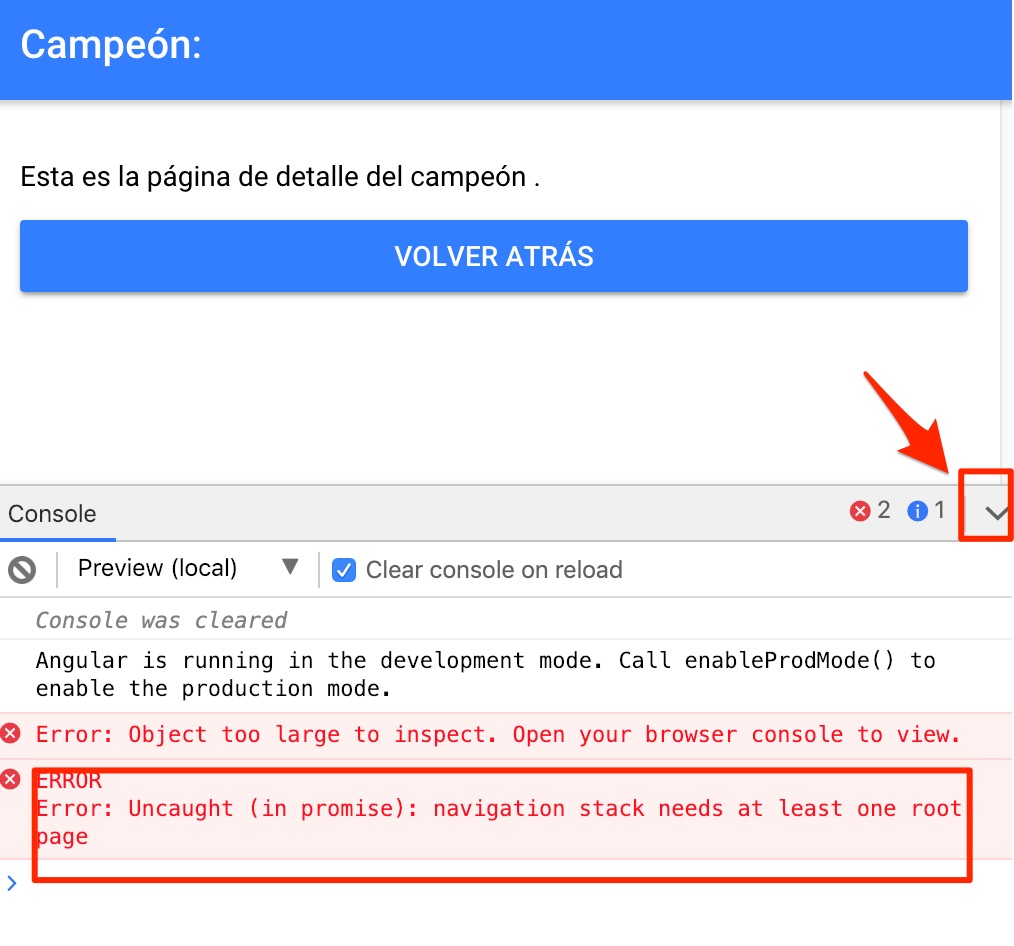 Campeón:
Esta es la página de detalle del campeón .
VOLVER ATRÁS
Console 2 1
Preview (local) ▼ Clear console on reload
Console was cleared
Angular is running in the development mode. Call enableProdMode() to
enable the production mode.
Error: Object too large to inspect. Open your browser console to view.
ERROR
Error: Uncaught (in promise): navigation stack needs at least one root
page